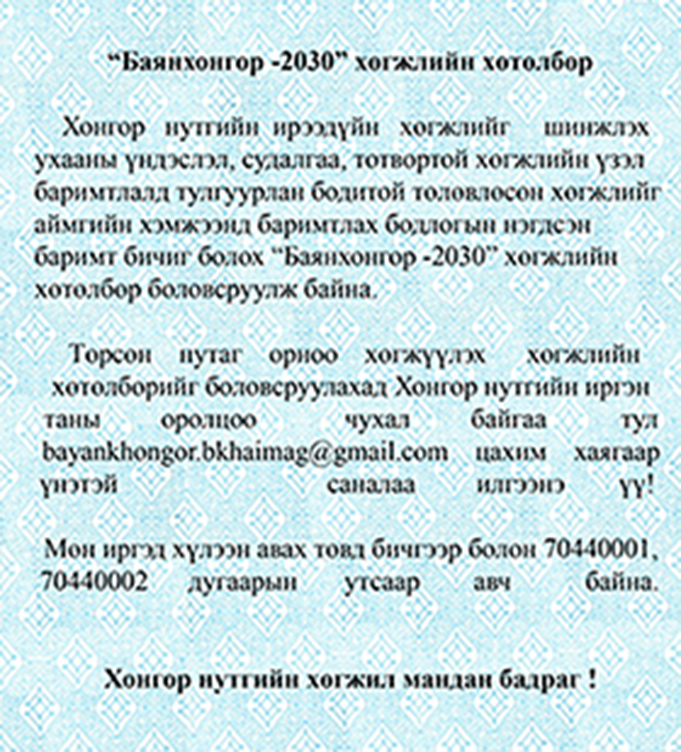 “Баянхонгор -2030” хөгжлийн хөтөлбөр
Хонгор нутгийн ирээдүйн хөгжлийг шинжлэх
ухааны үндэслэл, судалгаа, тогтвортой хөгжлийн үзэл
баримтлалд тулгуурлан бодитой төлөвлөсөн хөгжлийг
аймгийн хэмжээнд баримтлах бодлогын нэгдсэн
баримт бичиг болох “Баянхонгор -2030” хөгжлийн
хөтөлбөр боловсруулж байна.
Төрсөн нутаг орноо хөгжүүлэх хөгжлийн
хөтөлбөрийг боловсруулахад Хонгор нутгийн иргэн
таны оролцоо чухал байгаа тул
bayankhongor.bkhaimag@gmail.com цахим хаягаар
үнэтэй саналаа илгээнэ үү!
Мөн иргэд хүлээн авах төвд бичгээр болон 70440001,
70440002 дугаарын утсаар авч байна.
Хонгор нутгийн хөгжил мандан бадраг !